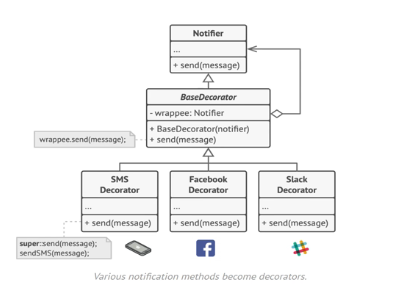 Notifier
...
+ send(message)
BaseDecorator
- wrappee: Notifier
+ BaseDecorator(notifier)
+ send(message)
wrappee.send(message);
SMS
Decorator
...
+ send(message)
Facebook
Decorator
...
+ send(message)
Slack
Decorator
...
+ send(message)
super::send(message);
sendSMS(message);
Various notification methods become decorators.